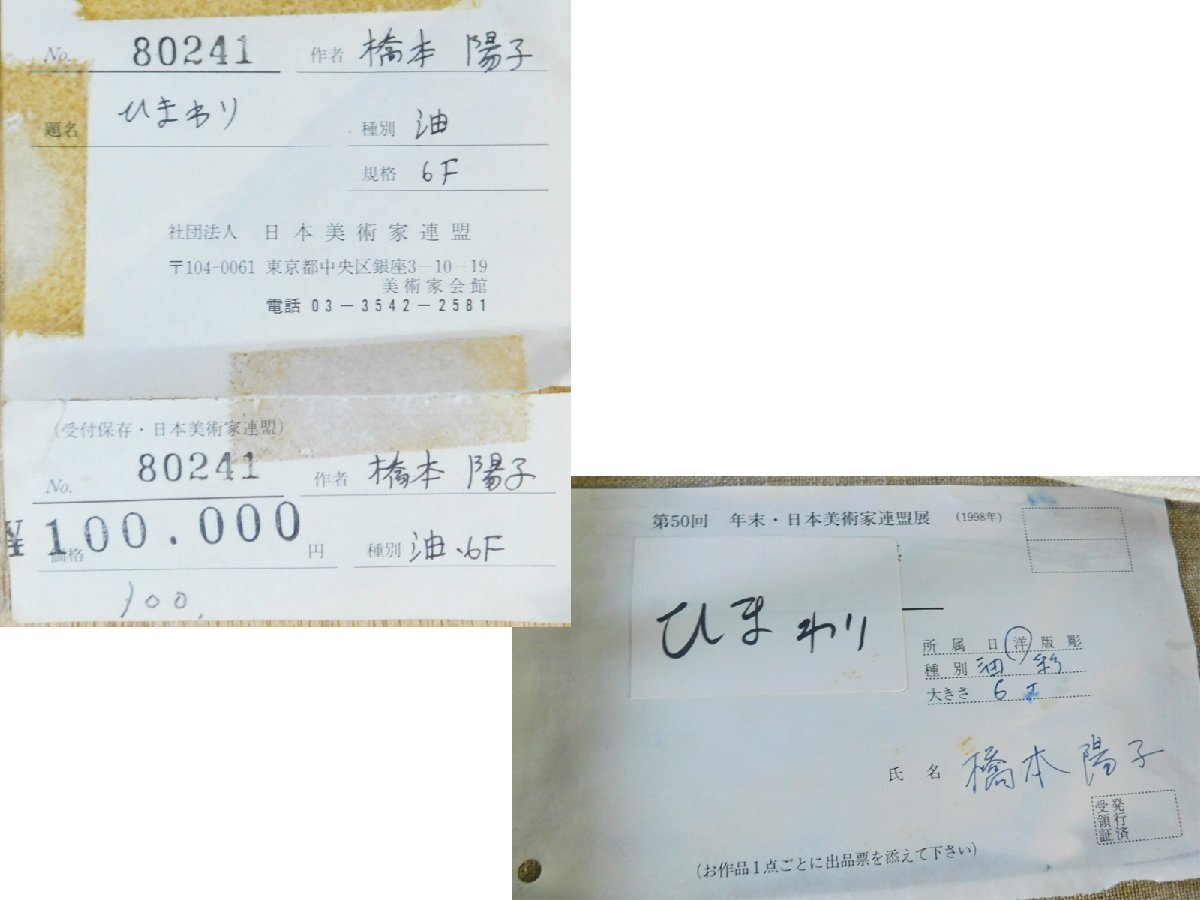 No. 80241 作者 橋本 陽子
題名 ひまわり
種別 油
規格 6F
社団法人 日本美術家連盟
〒104-0061 東京都中央区銀座3-10-19
美術家会館
電話 03-3542-2581
(受付保存・日本美術家連盟)
No. 80241 作者 橋本 陽子
¥100.000
価格 円 種別 油.6F
100.
第50回 年末・日本美術家連盟展 (1998年)
ひまわり
所属 日 洋 版 彫
種別 油彩
大きさ 6
氏名 橋本 陽子
受領証
発行済
(お作品1点ごとに出品票を添えて下さい)